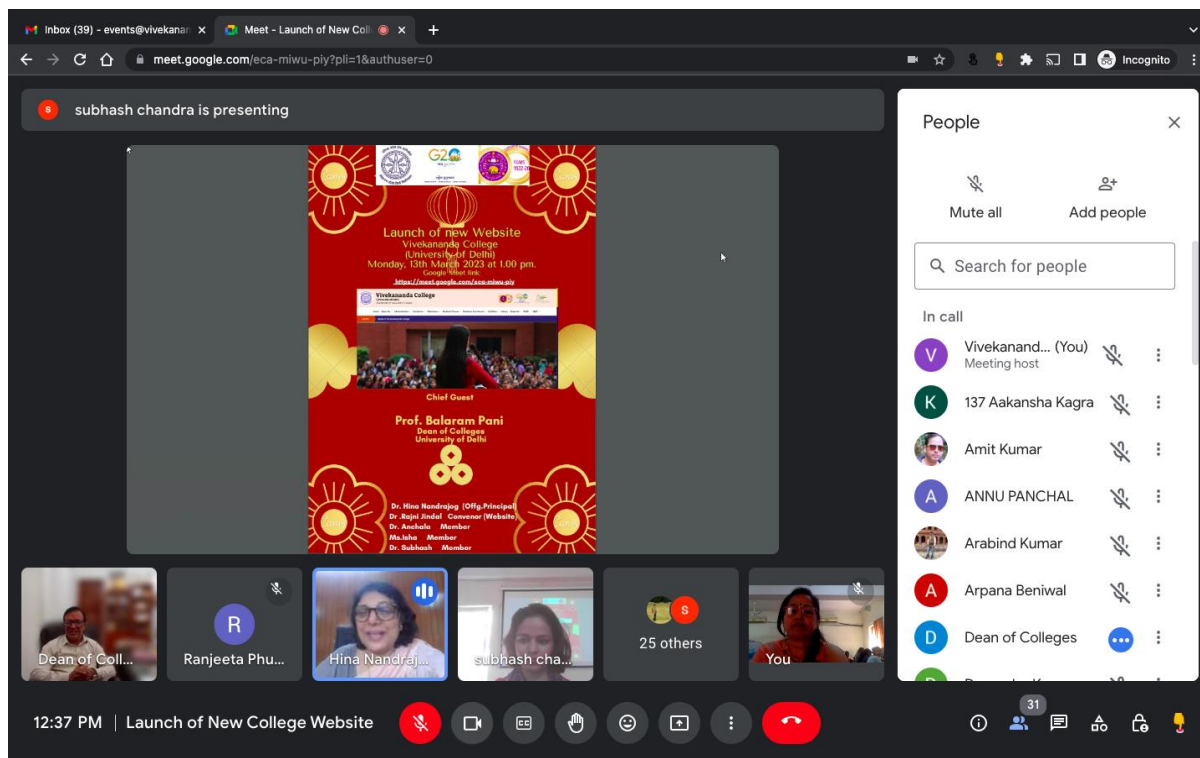 Inbox (39) - events@vivekanan
Meet - Launch of New Coll
meet.google.com/eca-miwu-piy?pli=1&authuser=0
Incognito
s
subhash chandra is presenting
G20
Launch of new Website
Vivekananda College
(University of Delhi)
Monday, 13th March 2023 at 1.00 pm.
Google Meet link:
https://meet.google.com/eca-miwu-piy
Vivekananda College
Chief Guest
Prof. Balaram Pani
Dean of Colleges
University of Delhi
Dr. Hina Nandrajog (Offg.Principal)
Dr .Rajni Jindal Convenor (Website)
Dr. Anchala Member
Ms.Isha Member
Dr. Subhash Member
Dean of Coll...
R
Ranjeeta Phu...
Hina Nandraj...
subhash cha...
s
25 others
You
People
Mute all
Add people
Search for people
In call
V
Vivekanand... (You)
Meeting host
K
137 Aakansha Kagra
Amit Kumar
A
ANNU PANCHAL
Arabind Kumar
A
Arpana Beniwal
D
Dean of Colleges
12:37 PM | Launch of New College Website
CC
31